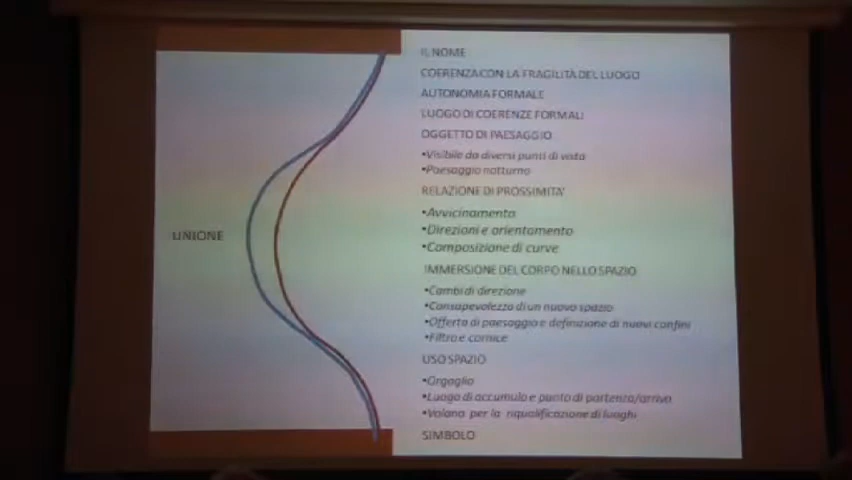 IL NOME
COERENZA CON LA FRAGILITÀ DEL LUOGO
AUTONOMIA FORMALE
LUOGO DI COERENZE FORMALI
OGGETTO DI PAESAGGIO
•Visibile da diversi punti di vista
•Paesaggio notturno
RELAZIONE DI PROSSIMITA'
•Avvicinamento
•Direzioni e orientamento
•Composizione di curve
UNIONE
IMMERSIONE DEL CORPO NELLO SPAZIO
•Cambi di direzione
•Consapevolezza di un nuovo spazio
•Offerta di paesaggio e definizione di nuovi confini
•Filtro e cornice
USO SPAZIO
•Orgoglio
•Luogo di accumulo e punto di partenza/arrivo
•Volano per la riqualificazione di luoghi
SIMBOLO